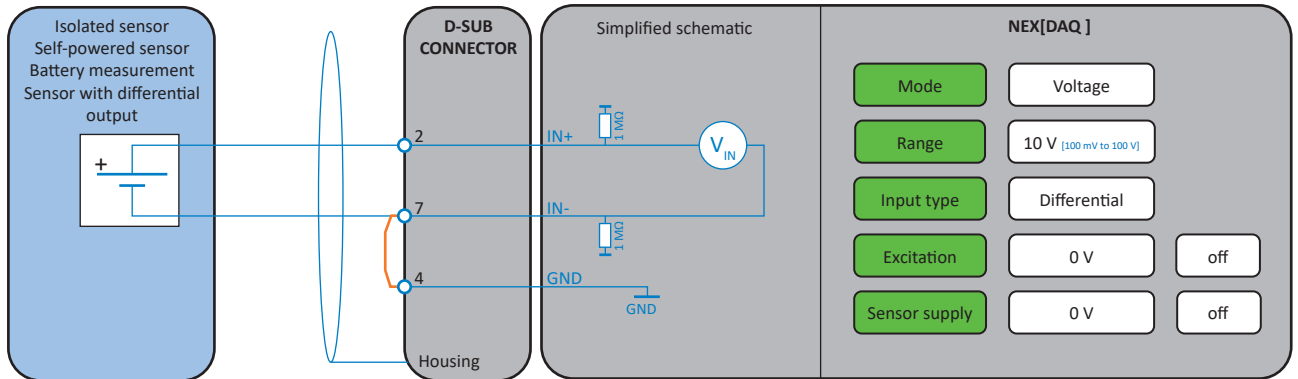 Isolated sensor
Self-powered sensor
Battery measurement
Sensor with differential
output
+
D-SUB
CONNECTOR
2
7
4
Housing
Simplified schematic
IN+
1 MΩ
V IN
IN-
1 MΩ
GND
GND
NEX[DAQ ]
Mode Voltage
Range 10 V [100 mV to 100 V]
Input type Differential
Excitation 0 V off
Sensor supply 0 V off